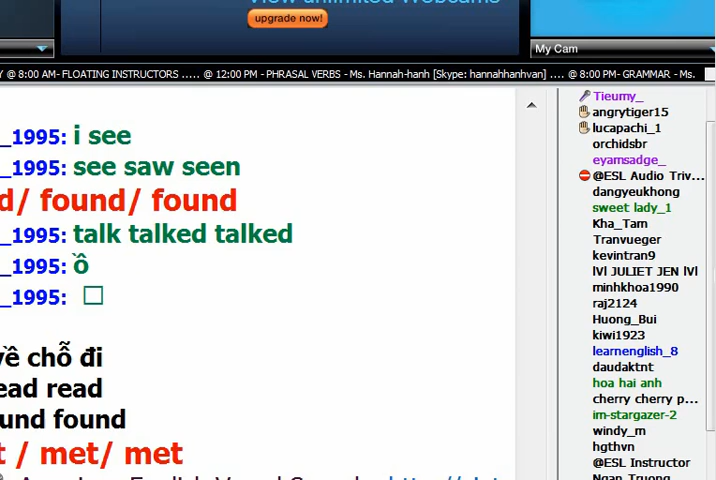 upgrade now!
My Cam
@ 8:00 AM- FLOATING INSTRUCTORS ..... @ 12:00 PM - PHRASAL VERBS - Ms. Hannah-hanh [Skype: hannahhanhvan] .... @ 8:00 PM- GRAMMAR - Ms.
_1995: i see
_1995: see saw seen
/ found/ found
_1995: talk talked talked
_1995: ồ
_1995:
về chỗ đi
read
found
/ met/ met
Tieumy_
angrytiger15
lucapachi_1
orchidsbr
eyamsadge_
@ESL Audio Triv...
dangyeukhong
sweet lady_1
Kha_Tam
Tranvueger
kevintran9
lVl JULIET JEN lVl
minhkhoa1990
raj2124
Huong_Bui
kiwi1923
learnenglish_8
daudaktnt
hoa hai anh
cherry cherry p...
im-stargazer-2
windy_m
hgthvn
@ESL Instructor